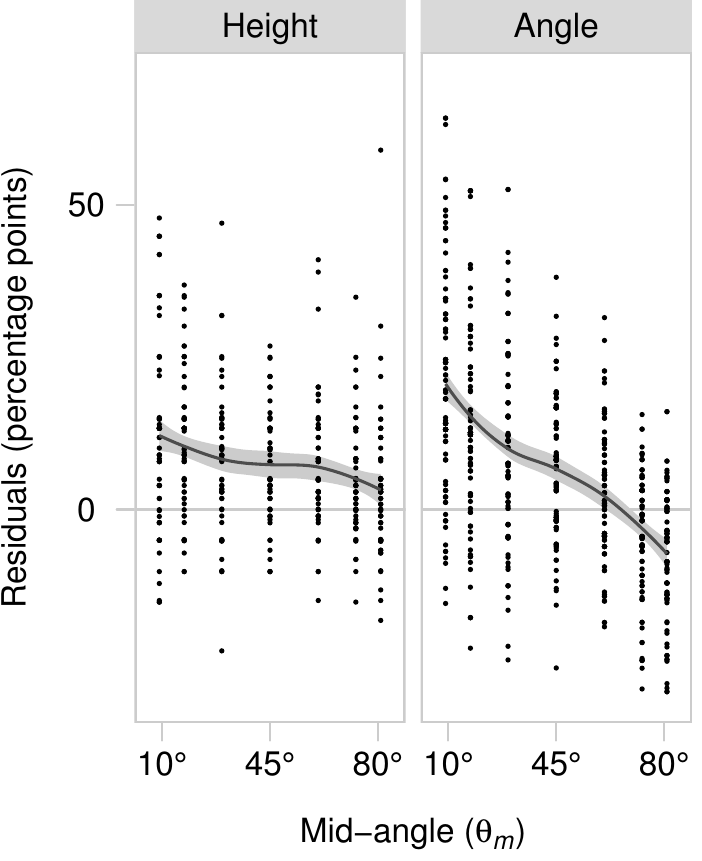 Height Angle
Residuals (percentage points)
50
0
10° 45° 80° 10° 45° 80°
Mid−angle (θm)